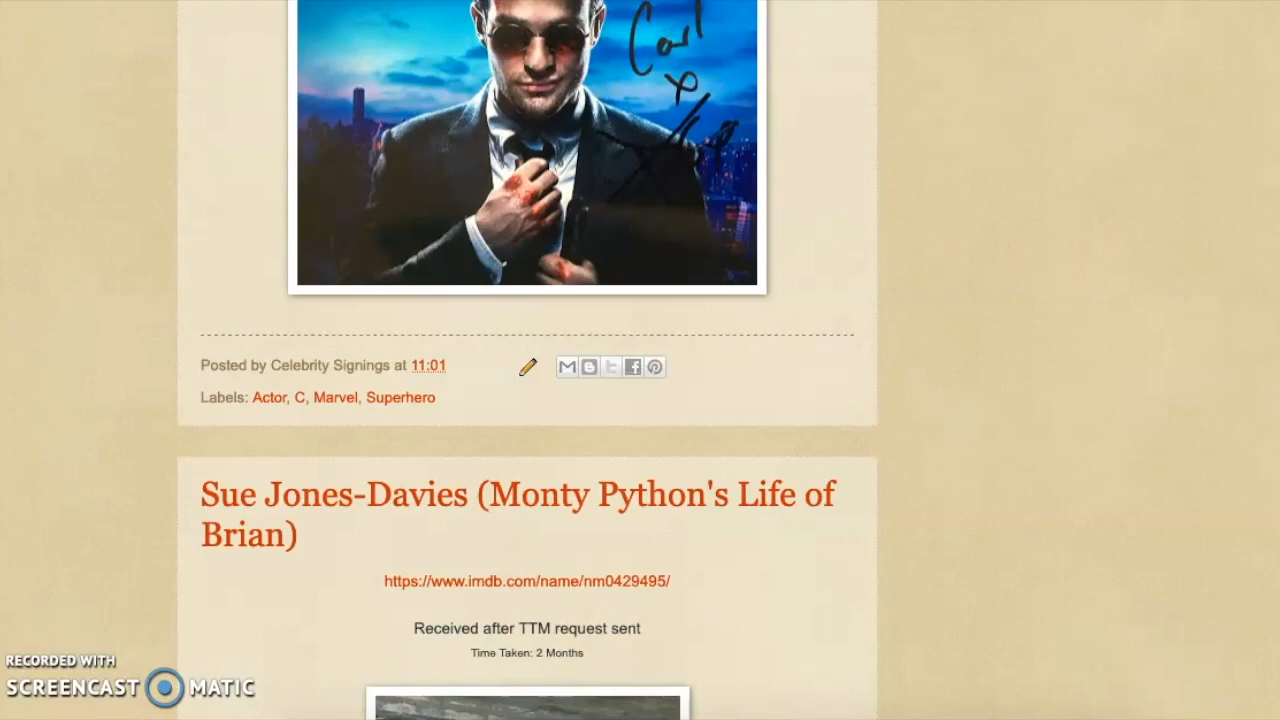 Carl
x
Posted by Celebrity Signings at 11:01
Labels: Actor, C, Marvel, Superhero
Sue Jones-Davies (Monty Python's Life of
Brian)
https://www.imdb.com/name/nm0429495/
Received after TTM request sent
Time Taken: 2 Months
RECORDED WITH
SCREENCAST MATIC